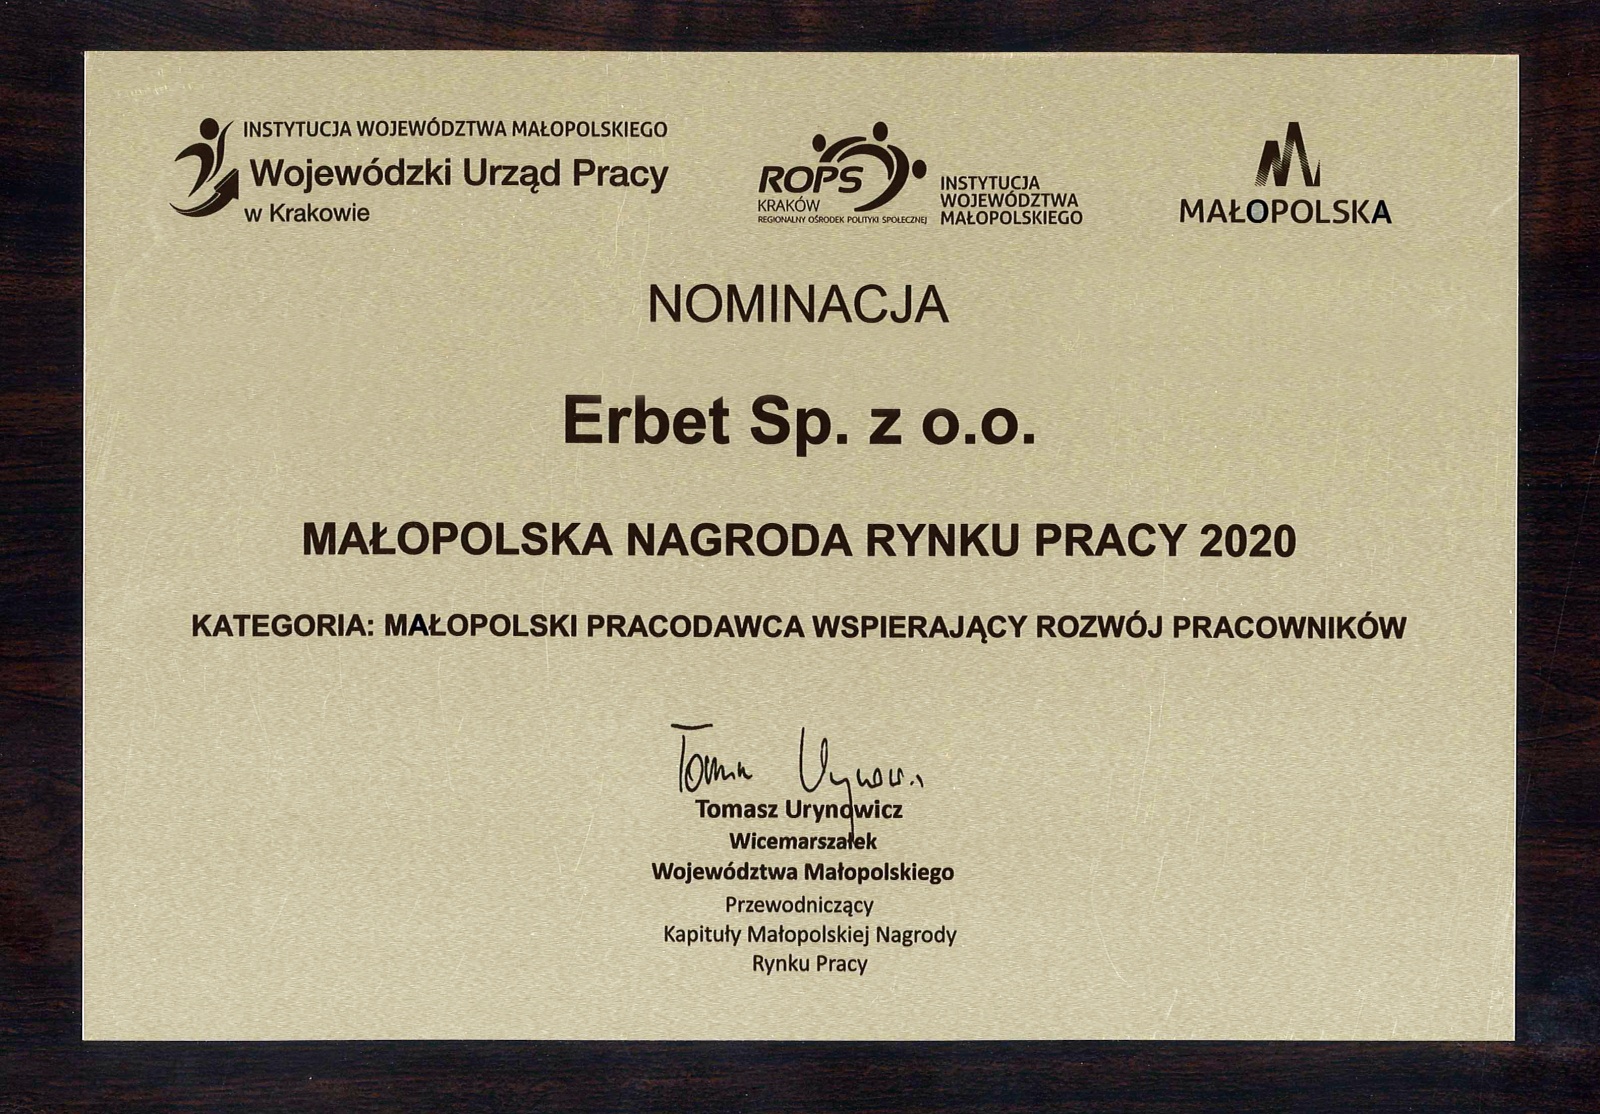 INSTYTUCJA WOJEWÓDZTWA MAŁOPOLSKIEGO
Wojewódzki Urząd Pracy
w Krakowie
ROPS
KRAKÓW
REGIONALNY OŚRODEK POLITYKI SPOŁECZNEJ
INSTYTUCJA
WOJEWÓDZTWA
MAŁOPOLSKIEGO
MAŁOPOLSKA
NOMINACJA
Erbet Sp. z o.o.
MAŁOPOLSKA NAGRODA RYNKU PRACY 2020
KATEGORIA: MAŁOPOLSKI PRACODAWCA WSPIERAJĄCY ROZWÓJ PRACOWNIKÓW
Tomasz Urynowicz
Wicemarszałek
Województwa Małopolskiego
Przewodniczący
Kapituły Małopolskiej Nagrody
Rynku Pracy